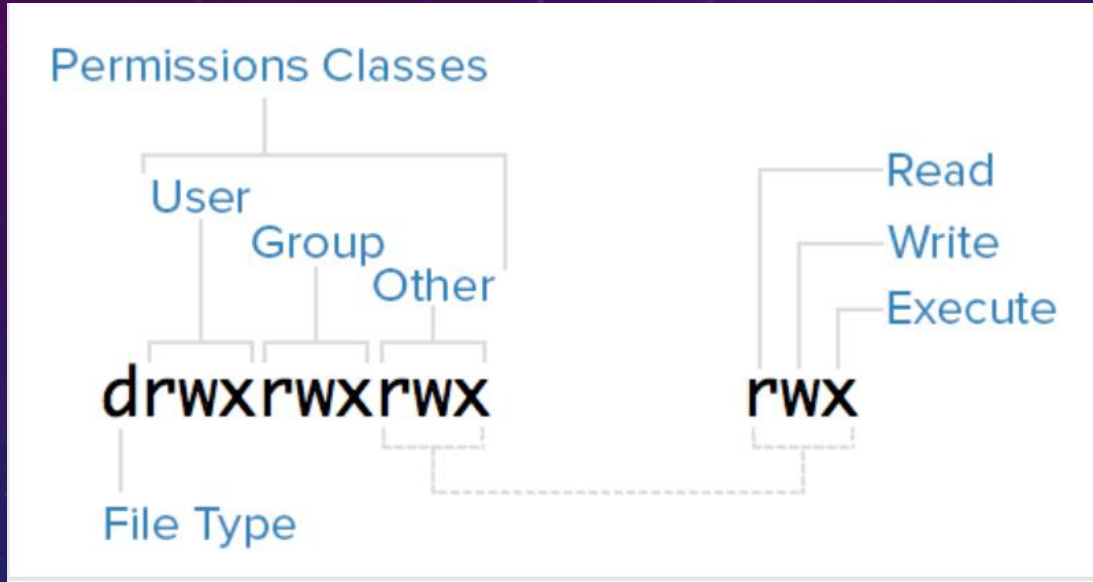 Permissions Classes
User
Group
Other
drwxrwxrwx
File Type
Read
Write
Execute
rwx